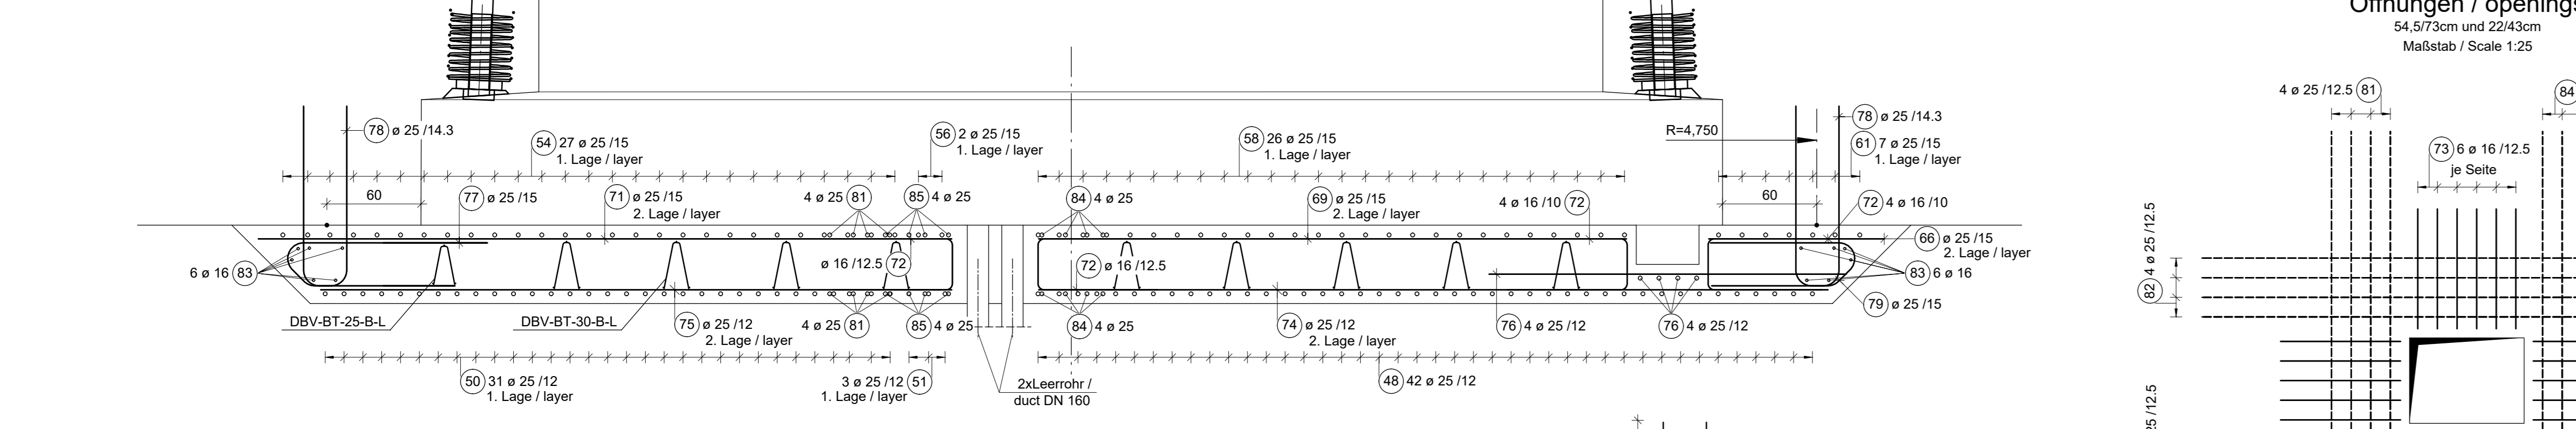 Öffnungen / openings
54,5/73cm und 22/43cm
Maßstab / Scale 1:25
78 ø 25 /14.3
54 27 ø 25 /15
1. Lage / layer
56 2 ø 25 /15
1. Lage / layer
58 26 ø 25 /15
1. Lage / layer
R=4,750
78 ø 25 /14.3
61 7 ø 25 /15
1. Lage / layer
60
77 ø 25 /15
71 ø 25 /15
2. Lage / layer
4 ø 25 81
85 4 ø 25
84 4 ø 25
69 ø 25 /15
2. Lage / layer
4 ø 16 /10 72
60
72 4 ø 16 /10
66 ø 25 /15
2. Lage / layer
6 ø 16 83
ø 16 /12.5 72
72 ø 16 /12.5
83 6 ø 16
79 ø 25 /15
DBV-BT-25-B-L
DBV-BT-30-B-L
75 ø 25 /12
2. Lage / layer
4 ø 25 81
85 4 ø 25
84 4 ø 25
74 ø 25 /12
2. Lage / layer
76 4 ø 25 /12
76 4 ø 25 /12
50 31 ø 25 /12
1. Lage / layer
3 ø 25 /12 51
1. Lage / layer
2xLeerrohr /
duct DN 160
48 42 ø 25 /12
4 ø 25 /12.5 81
84
73 6 ø 16 /12.5
je Seite
82 4 ø 25 /12.5
25 /12.5